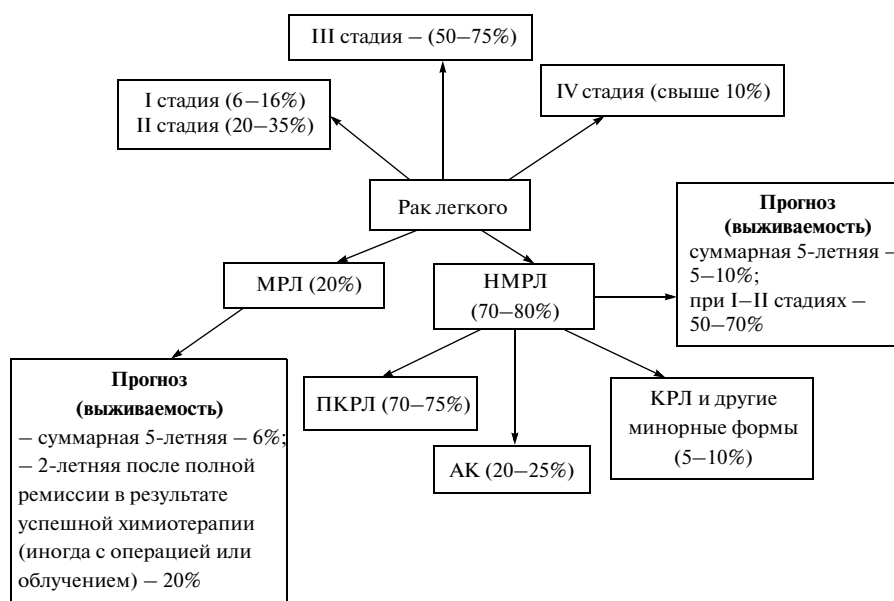 III стадия – (50–75%)
I стадия (6–16%)
II стадия (20–35%)
IV стадия (свыше 10%)
Рак легкого
МРЛ (20%)
НМРЛ
(70–80%)
Прогноз
(выживаемость)
суммарная 5-летняя –
5–10%;
при I–II стадиях –
50–70%
Прогноз
(выживаемость)
– суммарная 5-летняя – 6%;
– 2-летняя после полной
ремиссии в результате
успешной химиотерапии
(иногда с операцией или
облучением) – 20%
ПКРЛ (70–75%)
АК (20–25%)
КРЛ и другие
минорные формы
(5–10%)